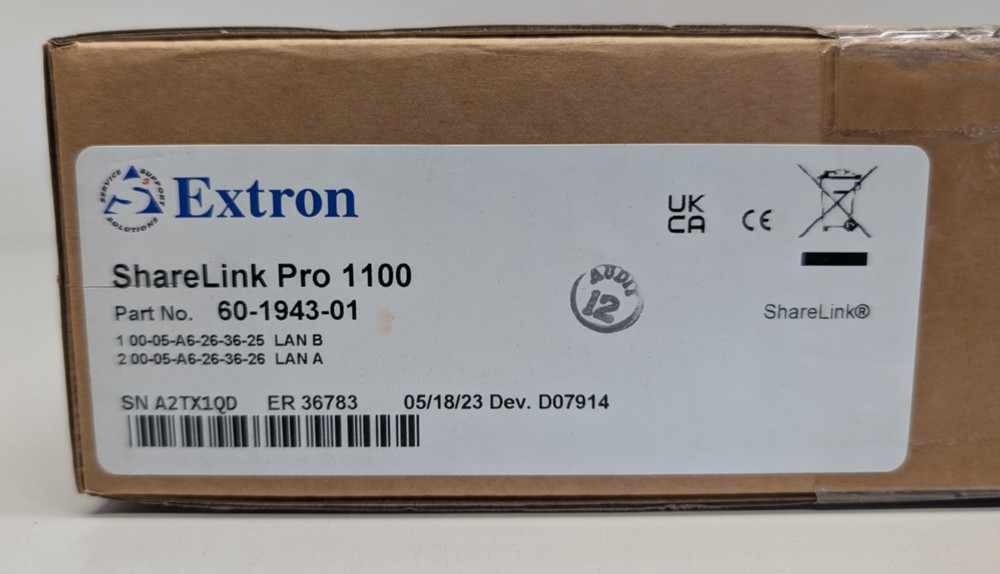 SERVICE SUPPORT SOLUTIONS
S3
Extron
UK
CA
CE
ShareLink Pro 1100
AUDIT
12
Part No. 60-1943-01
ShareLink®
1 00-05-A6-26-36-25 LAN B
2 00-05-A6-26-36-26 LAN A
SN A2TX1QD ER 36783 05/18/23 Dev. D07914